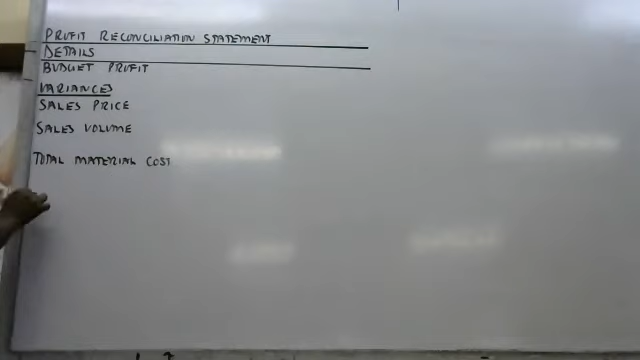 PROFIT RECONCILIATION STATEMENT
DETAILS
BUDGET PROFIT
VARIANCES
SALES PRICE
SALES VOLUME
TOTAL MATERIAL COST